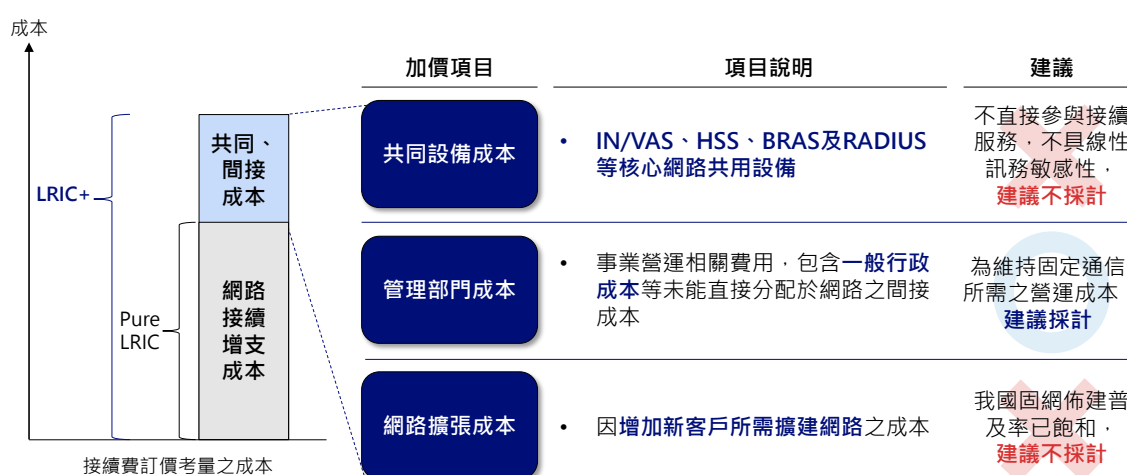 成本
加價項目
項目說明
建議
共同、
間接
成本
LRIC+
網路
接續
增支
成本
Pure
LRIC
接續費訂價考量之成本
共同設備成本
• IN/VAS、HSS、BRAS及RADIUS
等核心網路共用設備
不直接參與接續
服務，不具線性
訊務敏感性，
建議不採計
管理部門成本
• 事業營運相關費用，包含一般行政
成本等未能直接分配於網路之間接
成本
為維持固定通信
所需之營運成本，
建議採計
網路擴張成本
• 因增加新客戶所需擴建網路之成本
我國固網佈建普
及率已飽和，
建議不採計